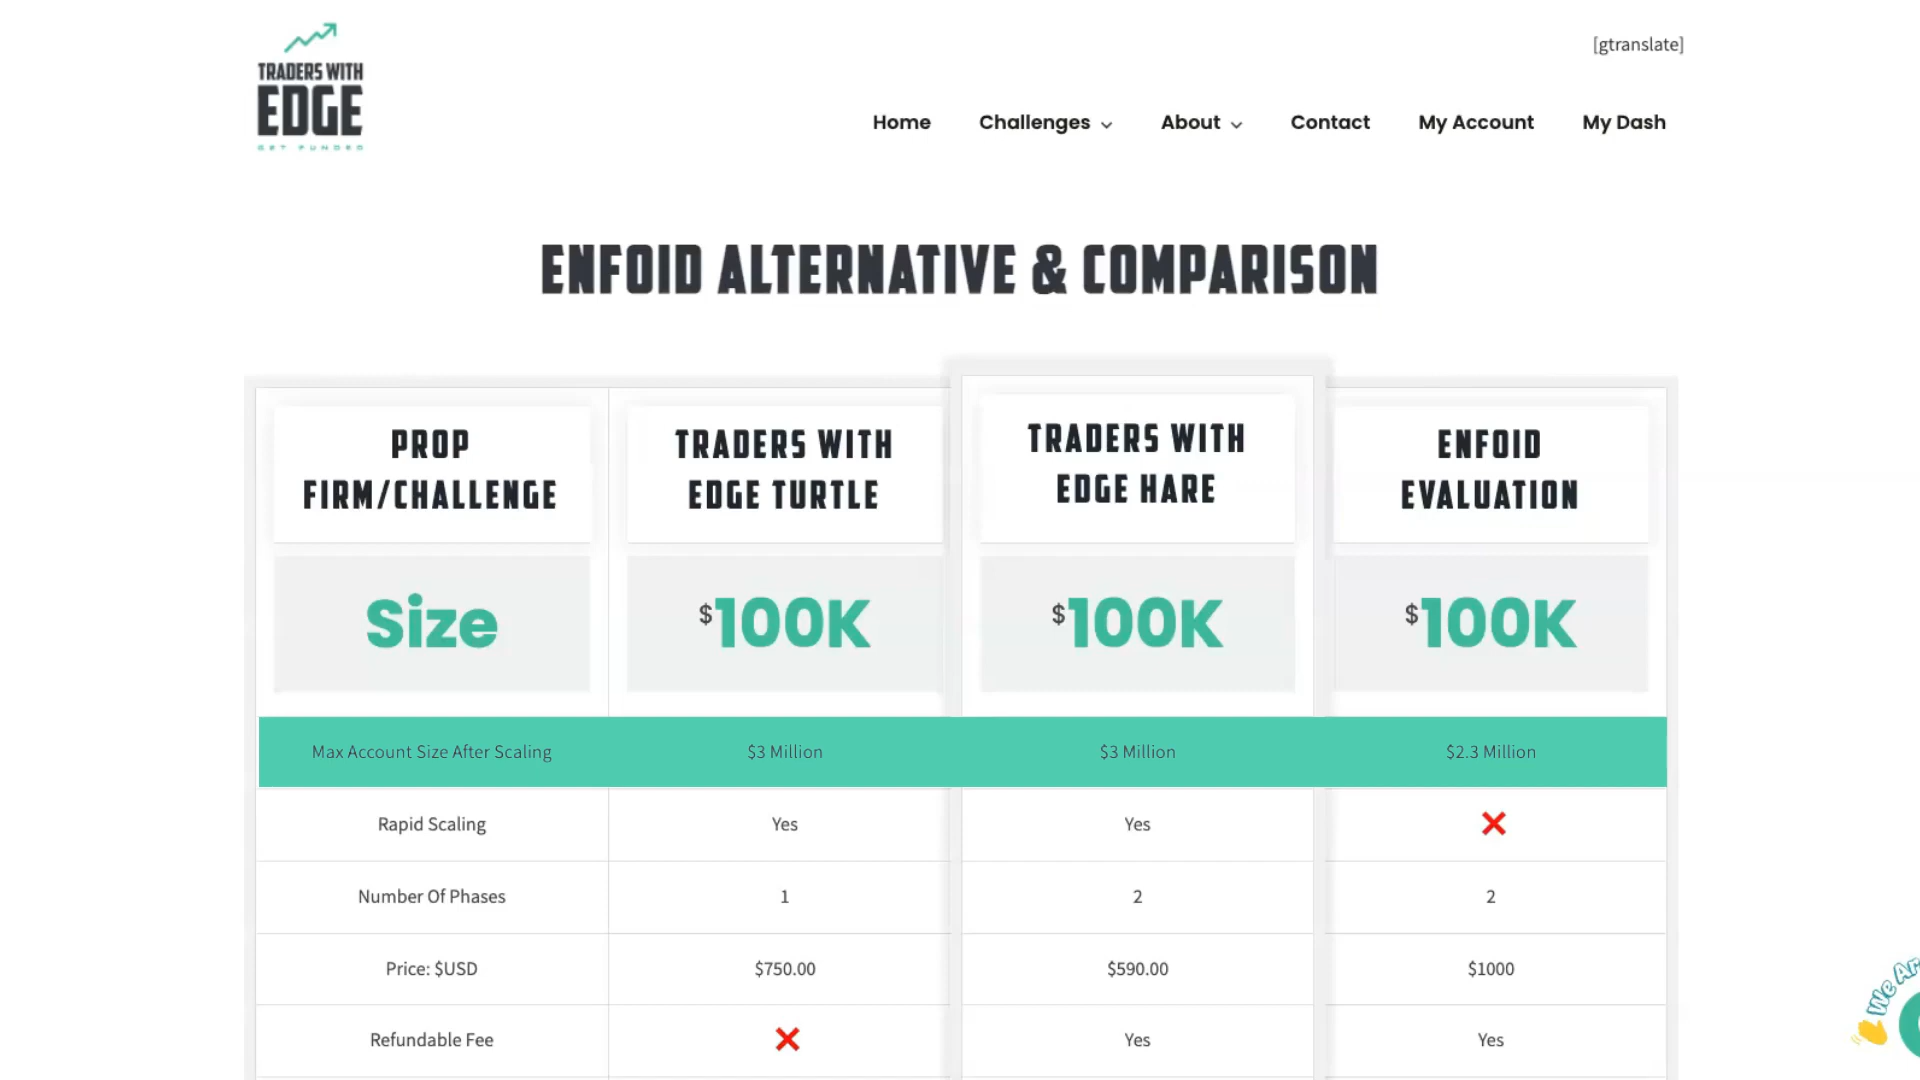 TRADERS WITH
EDGE
GET FUNDED
[gtranslate]
Home Challenges About Contact My Account My Dash
ENFOID ALTERNATIVE & COMPARISON
PROP FIRM/CHALLENGE
TRADERS WITH EDGE TURTLE
TRADERS WITH EDGE HARE
ENFOID EVALUATION
Size $100K $100K $100K
Max Account Size After Scaling $3 Million $3 Million $2.3 Million
Rapid Scaling Yes Yes ❌
Number Of Phases 1 2 2
Price: $USD $750.00 $590.00 $1000
Refundable Fee ❌ Yes Yes
We